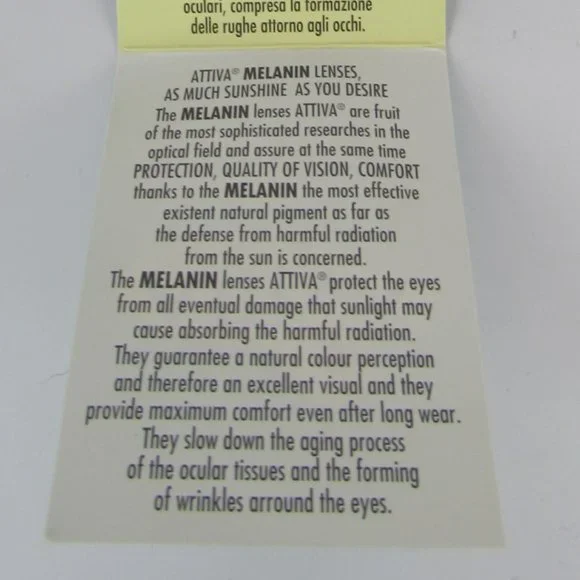 oculari, compresa la formazione
delle rughe attorno agli occhi.
ATTIVA® MELANIN LENSES,
AS MUCH SUNSHINE AS YOU DESIRE
The MELANIN lenses ATTIVA® are fruit
of the most sophisticated researches in the
optical field and assure at the same time
PROTECTION, QUALITY OF VISION, COMFORT
thanks to the MELANIN the most effective
existent natural pigment as far as
the defense from harmful radiation
from the sun is concerned.
The MELANIN lenses ATTIVA® protect the eyes
from all eventual damage that sunlight may
cause absorbing the harmful radiation.
They guarantee a natural colour perception
and therefore an excellent visual and they
provide maximum comfort even after long wear.
They slow down the aging process
of the ocular tissues and the forming
of wrinkles arround the eyes.